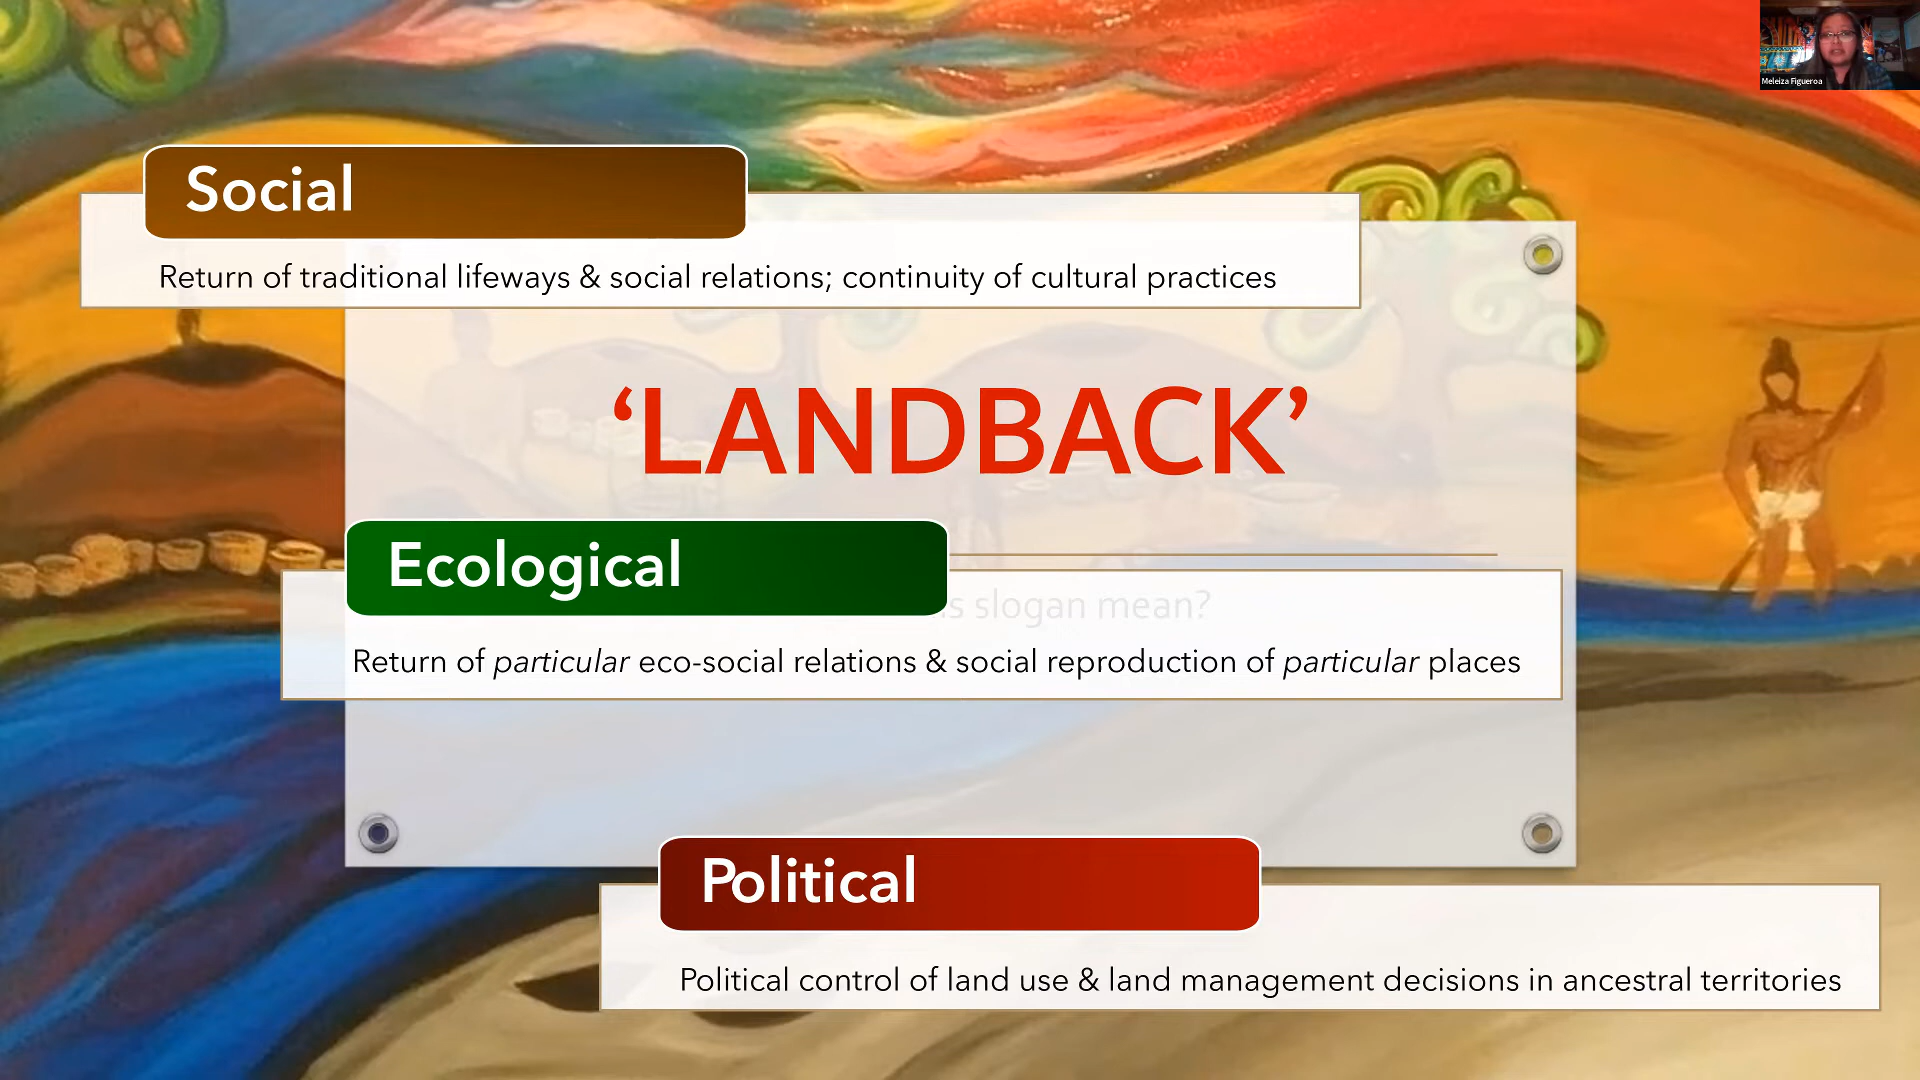 Meleiza Figueroa
Social
Return of traditional lifeways & social relations; continuity of cultural practices
‘LANDBACK’
Ecological
slogan mean?
Return of particular eco-social relations & social reproduction of particular places
Political
Political control of land use & land management decisions in ancestral territories